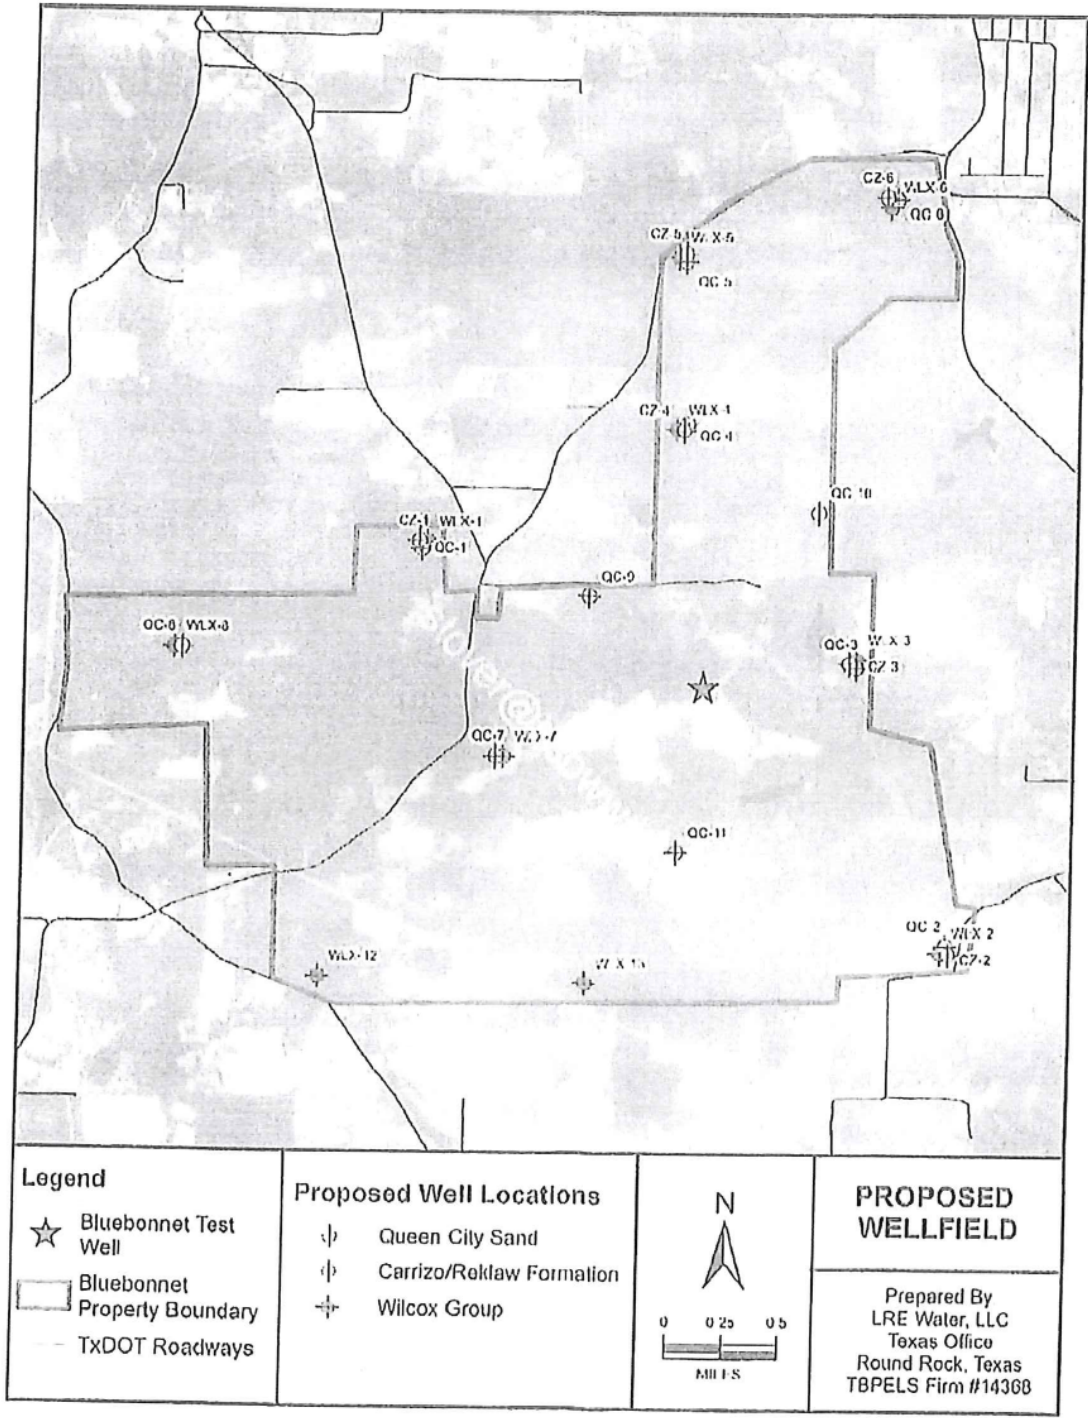 CZ-6
WLX-6
QC-6
CZ-5 WLX-5
QC-5
CZ-4 WLX-4
QC-4
QC-10
CZ-1 WLX-1
QC-1
QC-9
QC-8 WLX-8
QC-3 WLX-3
CZ-3
QC-7 WLX-7
QC-11
QC-2 WLX-2
CZ-2
WLX-12
WLX-13
Legend
Bluebonnet Test
Well
Bluebonnet
Property Boundary
TxDOT Roadways
Proposed Well Locations
Queen City Sand
Carrizo/Reklaw Formation
Wilcox Group
N
0 0.25 0.5
MILES
PROPOSED
WELLFIELD
Prepared By
LRE Water, LLC
Texas Office
Round Rock, Texas
TBPELS Firm #14368